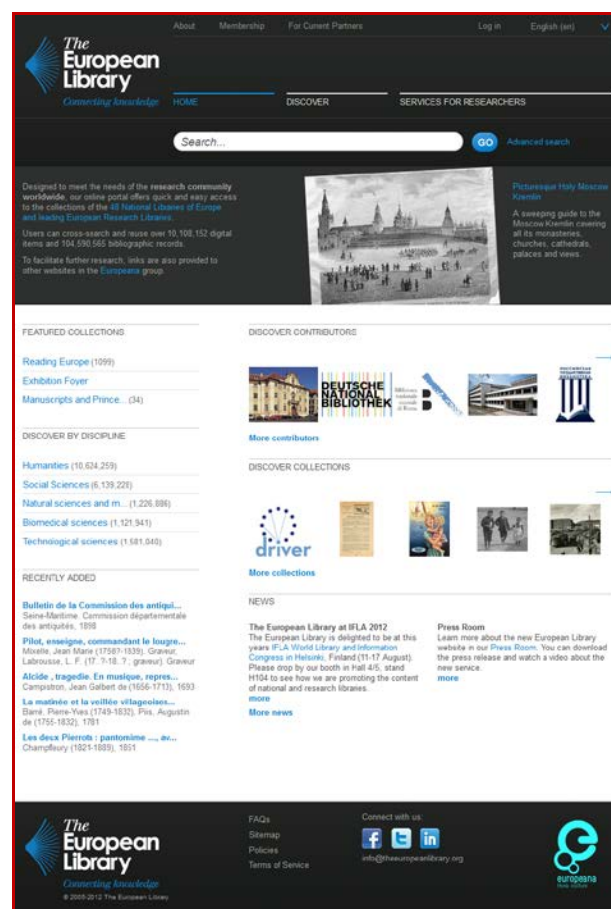 About Membership For Current Partners Log in English (en)
The
European
Library
Connecting knowledge
HOME DISCOVER SERVICES FOR RESEARCHERS
Search... GO Advanced search
Designed to meet the needs of the research community
worldwide, our online portal offers quick and easy access
to the collections of the 48 National Libraries of Europe
and leading European Research Libraries.
Users can cross-search and reuse over 10,108,152 digital
items and 104,590,565 bibliographic records.
To facilitate further research, links are also provided to
other websites in the Europeana group.
Picturesque Holy Moscow
Kremlin
A sweeping guide to the
Moscow Kremlin covering
all its monasteries,
churches, cathedrals,
palaces and views.
FEATURED COLLECTIONS
Reading Europe (1099)
Exhibition Foyer
Manuscripts and Prince... (34)
DISCOVER BY DISCIPLINE
Humanities (10,624,259)
Social Sciences (6,139,228)
Natural sciences and m... (1,226,886)
Biomedical sciences (1,121,941)
Technological sciences (1,681,040)
RECENTLY ADDED
Bulletin de la Commission des antiqui...
Seine-Maritime. Commission départementale
des antiquités, 1898
Pilot, enseigne, commandant le lougre...
Mixelle, Jean Marie (1758?-1839). Graveur,
Labrousse, L. F. (17..?-18..? ; graveur). Graveur
Alcide , tragedie. En musique, repres...
Campistron, Jean Galbert de (1656-1713), 1693
La matinée et la veillée villageoises...
Barré, Pierre-Yves (1749-1832), Piis, Augustin
de (1755-1832), 1781
Les deux Pierrots : pantomime ..., av...
Champfleury (1821-1889), 1851
DISCOVER CONTRIBUTORS
DEUTSCHE
NATIONAL
BIBLIOTHEK
biblioteca
nazionale
centrale
di Roma
More contributors
DISCOVER COLLECTIONS
driver
More collections
NEWS
The European Library at IFLA 2012
The European Library is delighted to be at this
years IFLA World Library and Information
Congress in Helsinki, Finland (11-17 August).
Please drop by our booth in Hall 4/5, stand
H104 to see how we are promoting the content
of national and research libraries.
more
More news
Press Room
Learn more about the new European Library
website in our Press Room. You can download
the press release and watch a video about the
new service.
more
The
European
Library
Connecting knowledge
© 2005-2012 The European Library
FAQs
Sitemap
Policies
Terms of Service
Connect with us:
info@theeuropeanlibrary.org
europeana
think culture